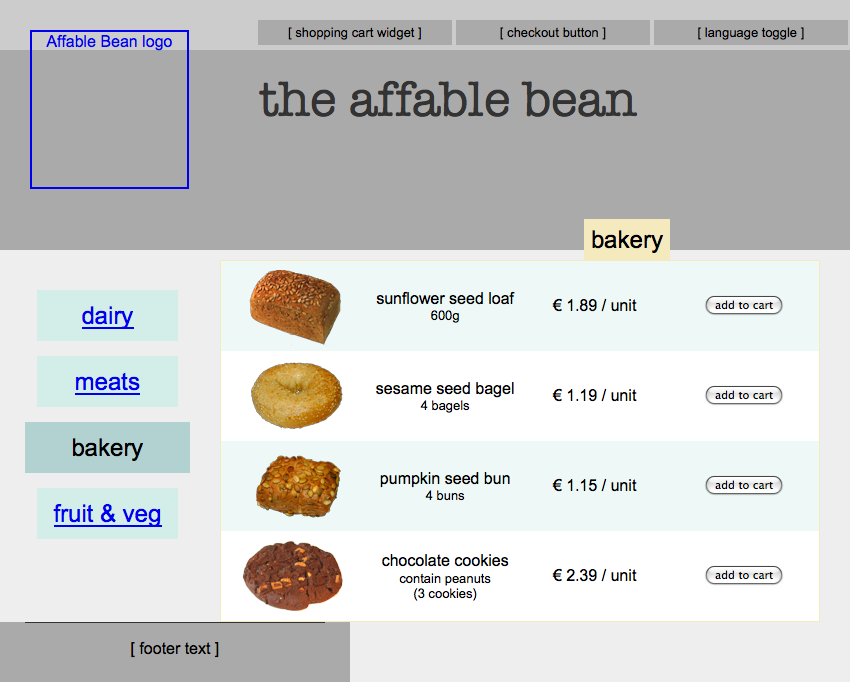 Affable Bean logo
[ shopping cart widget ]
[ checkout button ]
[ language toggle ]
the affable bean
bakery
dairy
meats
bakery
fruit & veg
sunflower seed loaf
600g
€ 1.89 / unit
add to cart
sesame seed bagel
4 bagels
€ 1.19 / unit
add to cart
pumpkin seed bun
4 buns
€ 1.15 / unit
add to cart
chocolate cookies
contain peanuts
(3 cookies)
€ 2.39 / unit
add to cart
[ footer text ]